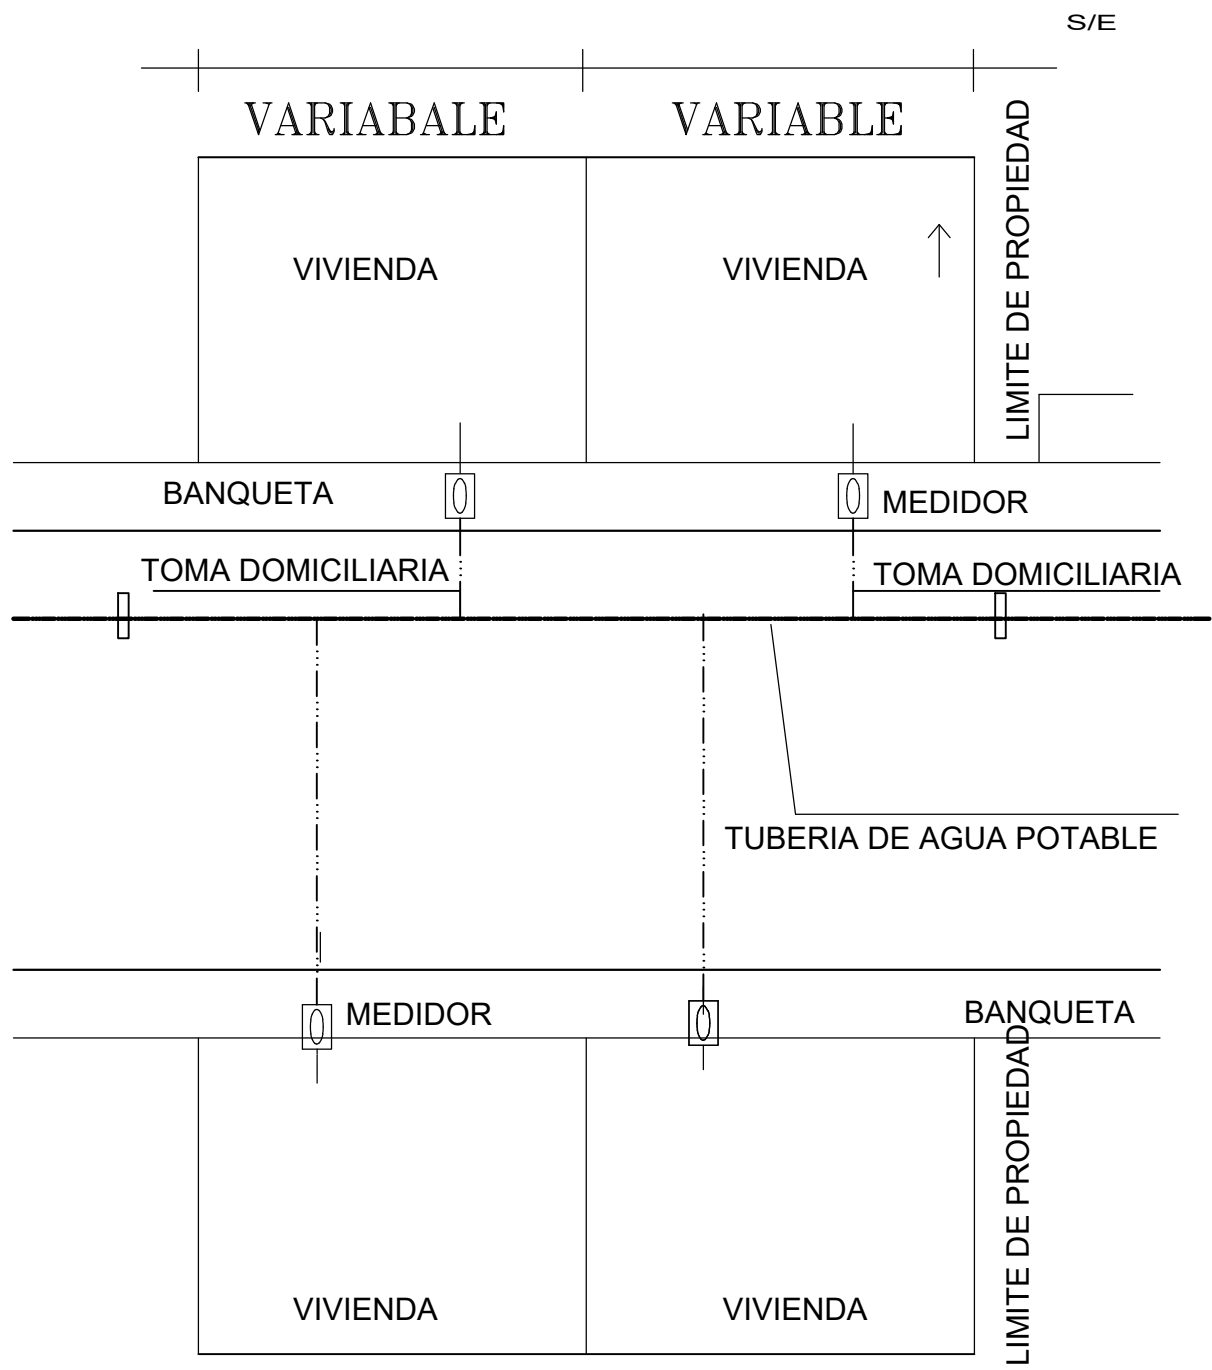 S/E
VARIABALE
VARIABLE
LIMITE DE PROPIEDAD
VIVIENDA
VIVIENDA
BANQUETA
MEDIDOR
TOMA DOMICILIARIA
TOMA DOMICILIARIA
TUBERIA DE AGUA POTABLE
MEDIDOR
BANQUETA
LIMITE DE PROPIEDAD
VIVIENDA
VIVIENDA